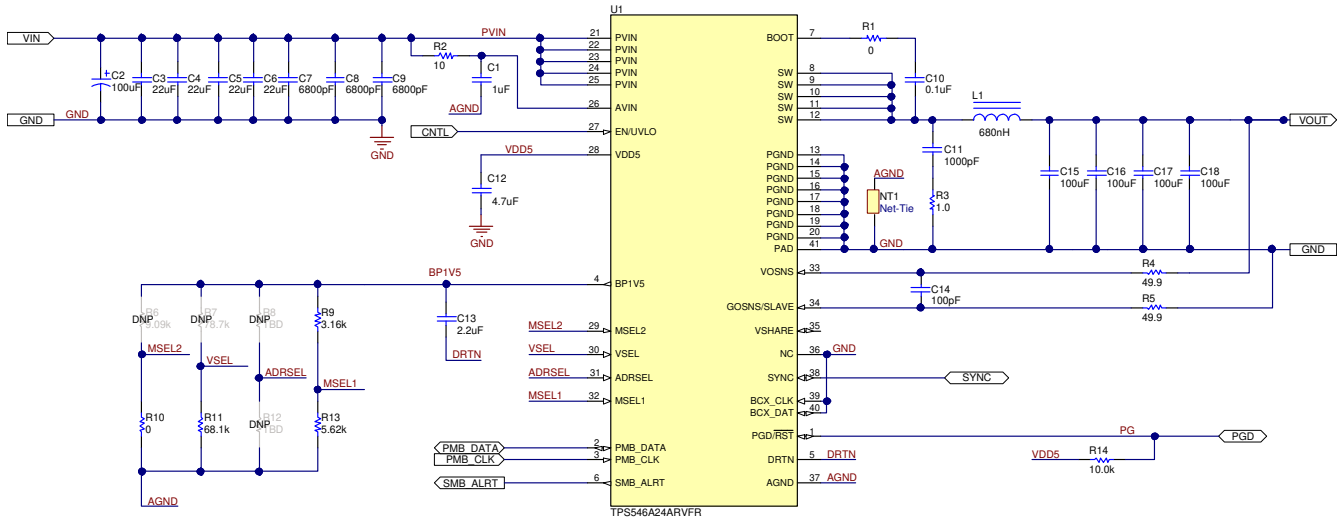 U1
VIN
PVIN
21
PVIN
22
PVIN
23
PVIN
24
PVIN
25
PVIN
R2
10
C1
1uF
AGND
C2
100uF
C3
22uF
C4
22uF
C5
22uF
C6
22uF
C7
6800pF
C8
6800pF
C9
6800pF
GND
GND
GND
26
AVIN
CNTL
27
EN/UVLO
VDD5
28
VDD5
C12
4.7uF
GND
BP1V5
4
BP1V5
C13
2.2uF
DRTN
R6
DNP
9.09k
R7
DNP
78.7k
R8
DNP
TBD
R9
3.16k
MSEL2
VSEL
ADRSEL
MSEL1
R10
0
R11
68.1k
R12
DNP
TBD
R13
5.62k
AGND
MSEL2
29
MSEL2
VSEL
30
VSEL
ADRSEL
31
ADRSEL
MSEL1
32
MSEL1
PMB_DATA
2
PMB_DATA
PMB_CLK
3
PMB_CLK
SMB_ALRT
6
SMB_ALRT
TPS546A24ARVFR
BOOT
7
R1
0
C10
0.1uF
SW
8
SW
9
SW
10
SW
11
SW
12
L1
680nH
VOUT
C11
1000pF
R3
1.0
C15
100uF
C16
100uF
C17
100uF
C18
100uF
PGND
13
PGND
14
PGND
15
PGND
16
PGND
17
PGND
18
PGND
19
PGND
20
PAD
41
AGND
NT1
Net-Tie
GND
GND
VOSNS
33
R4
49.9
C14
100pF
GOSNS/SLAVE
34
R5
49.9
VSHARE
35
NC
36
GND
SYNC
38
SYNC
BCX_CLK
39
BCX_DAT
40
PGD/RST
1
PG
PGD
VDD5
R14
10.0k
DRTN
5
DRTN
AGND
37
AGND